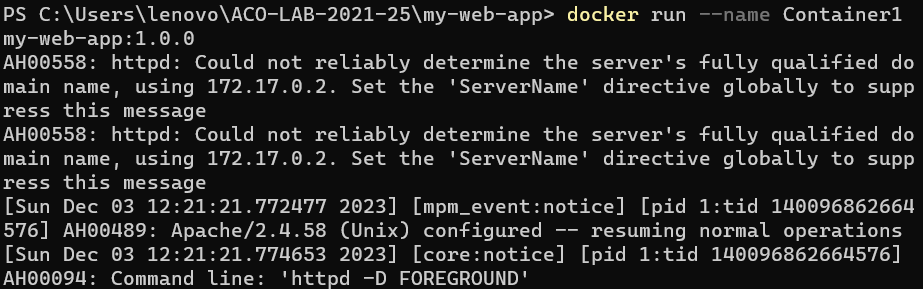 PS C:\Users\lenovo\ACO-LAB-2021-25\my-web-app> docker run --name Container1
my-web-app:1.0.0
AH00558: httpd: Could not reliably determine the server's fully qualified do
main name, using 172.17.0.2. Set the 'ServerName' directive globally to supp
ress this message
AH00558: httpd: Could not reliably determine the server's fully qualified do
main name, using 172.17.0.2. Set the 'ServerName' directive globally to supp
ress this message
[Sun Dec 03 12:21:21.772477 2023] [mpm_event:notice] [pid 1:tid 140096862664
576] AH00489: Apache/2.4.58 (Unix) configured -- resuming normal operations
[Sun Dec 03 12:21:21.774653 2023] [core:notice] [pid 1:tid 140096862664576]
AH00094: Command line: 'httpd -D FOREGROUND'